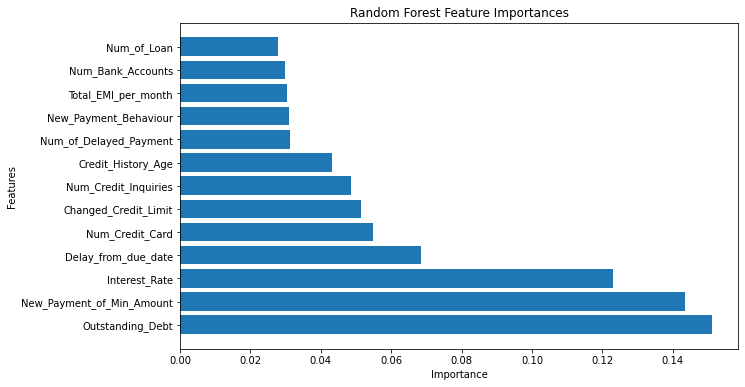 Random Forest Feature Importances
Features
Num_of_Loan
Num_Bank_Accounts
Total_EMI_per_month
New_Payment_Behaviour
Num_of_Delayed_Payment
Credit_History_Age
Num_Credit_Inquiries
Changed_Credit_Limit
Num_Credit_Card
Delay_from_due_date
Interest_Rate
New_Payment_of_Min_Amount
Outstanding_Debt
0.00 0.02 0.04 0.06 0.08 0.10 0.12 0.14
Importance